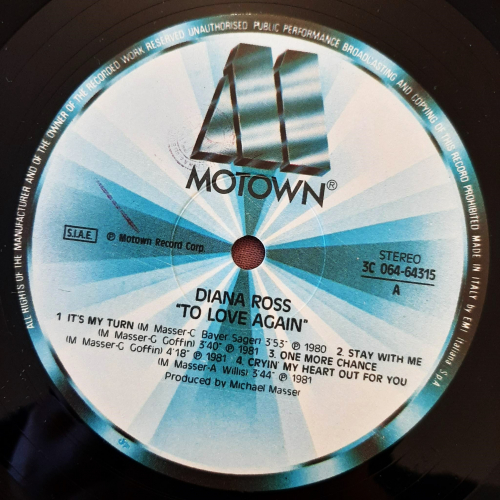 ALL RIGHTS OF THE MANUFACTURER AND OF THE OWNER OF THE RECORDED WORK RESERVED UNAUTHORISED PUBLIC PERFORMANCE BROADCASTING AND COPYING OF THIS RECORD PROHIBITED MADE IN ITALY by EMI Italiana S.p.A.
MOTOWN®
S.I.A.E.
℗ Motown Record Corp.
STEREO
3C 064-64315
A
DIANA ROSS
"TO LOVE AGAIN"
1 IT'S MY TURN (M Masser-C Bayer Sager) 3'53" ℗ 1980 2. STAY WITH ME
(M Masser-G Goffin) 3'40" ℗ 1981 3. ONE MORE CHANCE
(M Masser-G Goffin) 4'18" ℗ 1981 4. CRYIN' MY HEART OUT FOR YOU
(M Masser-A Willis) 3'44" ℗ 1981
Produced by Michael Masser